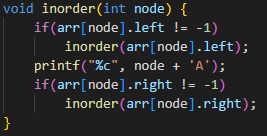 void inorder(int node) {
    if(arr[node].left != -1)
        inorder(arr[node].left);
    printf("%c", node + 'A');
    if(arr[node].right != -1)
        inorder(arr[node].right);
}